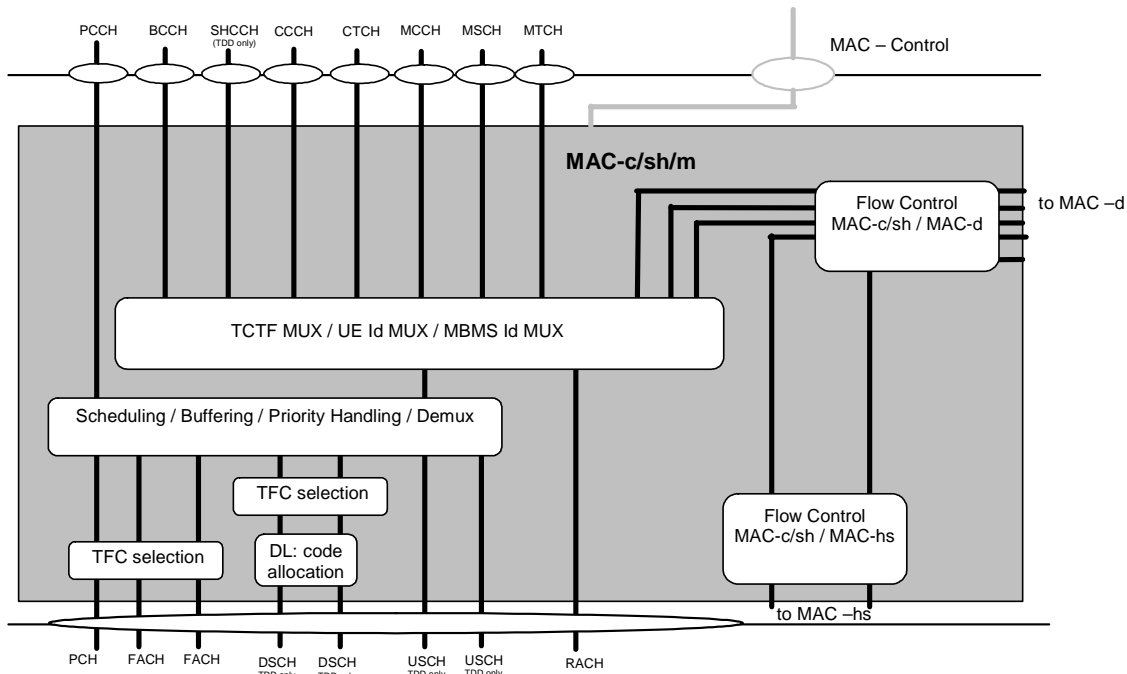 PCCH BCCH SHCCH CCCH CTCH MCCH MSCH MTCH
(TDD only)
MAC – Control
MAC-c/sh/m
Flow Control
MAC-c/sh / MAC-d
to MAC –d
TCTF MUX / UE Id MUX / MBMS Id MUX
Scheduling / Buffering / Priority Handling / Demux
TFC selection
Flow Control
MAC-c/sh / MAC-hs
TFC selection
DL: code
allocation
to MAC –hs
PCH FACH FACH DSCH DSCH USCH USCH RACH
TDD only TDD only TDD only